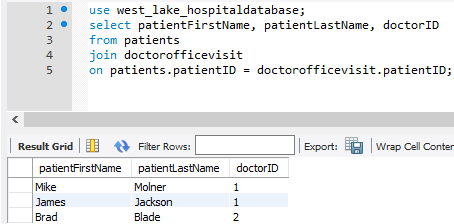 1 use west_lake_hospitaldatabase;
2 select patientFirstName, patientLastName, doctorID
3 from patients
4 join doctorofficevisit
5 on patients.patientID = doctorofficevisit.patientID;
Result Grid Filter Rows: Export: Wrap Cell Conter
patientFirstName patientLastName doctorID
Mike Molner 1
James Jackson 1
Brad Blade 2